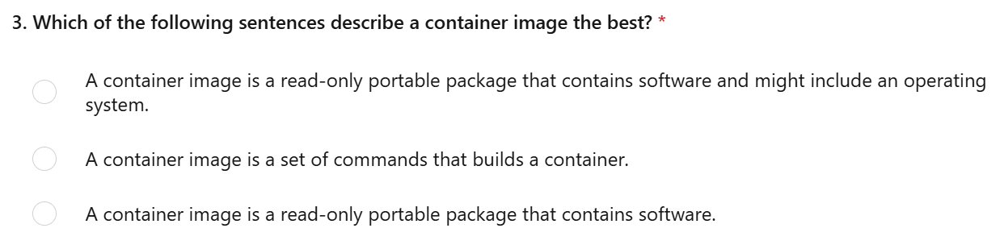 3. Which of the following sentences describe a container image the best? *
A container image is a read-only portable package that contains software and might include an operating
system.
A container image is a set of commands that builds a container.
A container image is a read-only portable package that contains software.